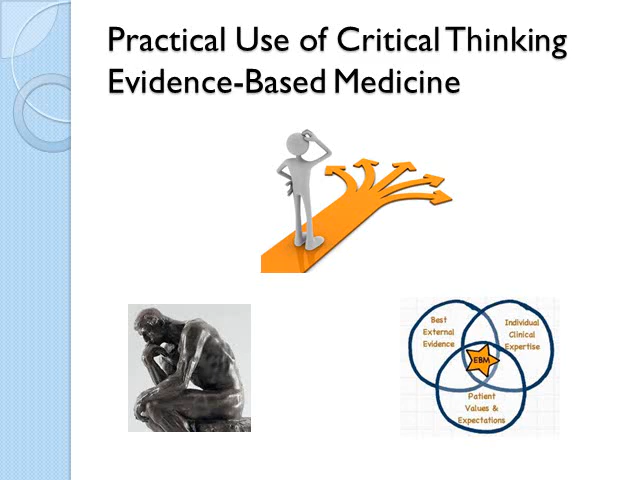 Practical Use of Critical Thinking
Evidence-Based Medicine
Best
External
Evidence
Individual
Clinical
Expertise
EBM
Patient
Values &
Expectations